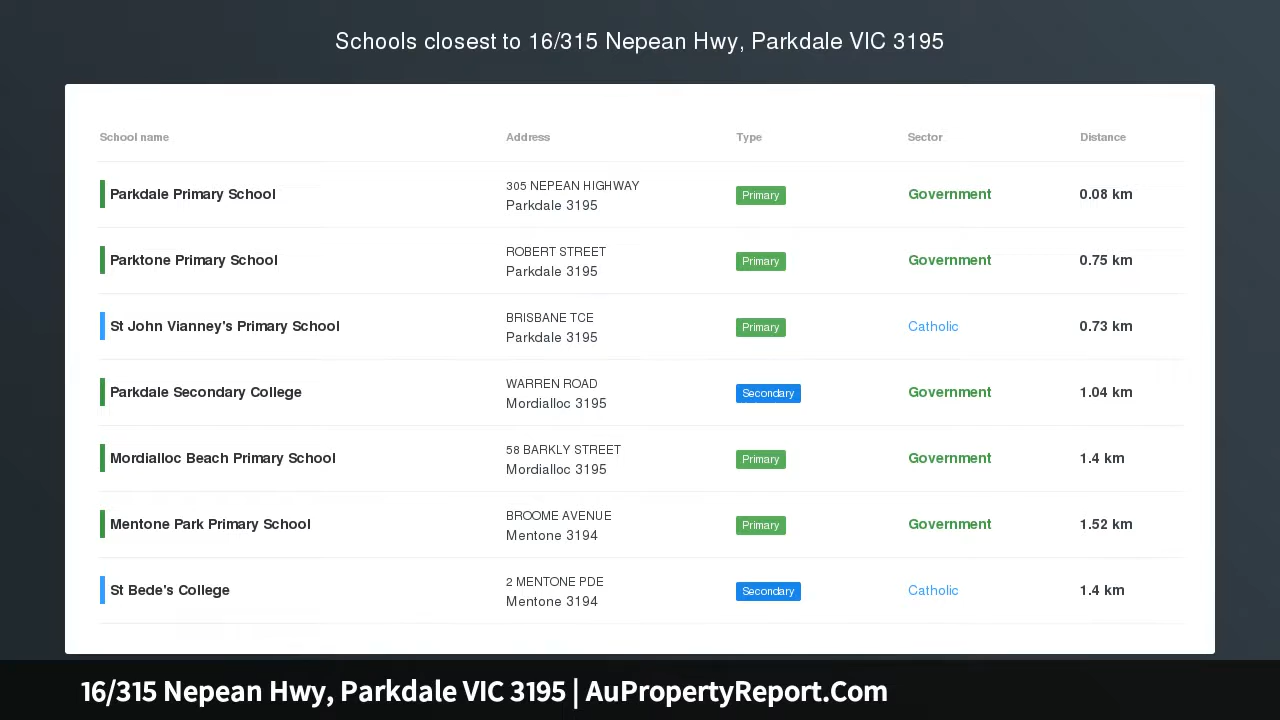 Schools closest to 16/315 Nepean Hwy, Parkdale VIC 3195
School name Address Type Sector Distance
Parkdale Primary School 305 NEPEAN HIGHWAY Parkdale 3195 Primary Government 0.08 km
Parktone Primary School ROBERT STREET Parkdale 3195 Primary Government 0.75 km
St John Vianney's Primary School BRISBANE TCE Parkdale 3195 Primary Catholic 0.73 km
Parkdale Secondary College WARREN ROAD Mordialloc 3195 Secondary Government 1.04 km
Mordialloc Beach Primary School 58 BARKLY STREET Mordialloc 3195 Primary Government 1.4 km
Mentone Park Primary School BROOME AVENUE Mentone 3194 Primary Government 1.52 km
St Bede's College 2 MENTONE PDE Mentone 3194 Secondary Catholic 1.4 km
16/315 Nepean Hwy, Parkdale VIC 3195 | AuPropertyReport.Com